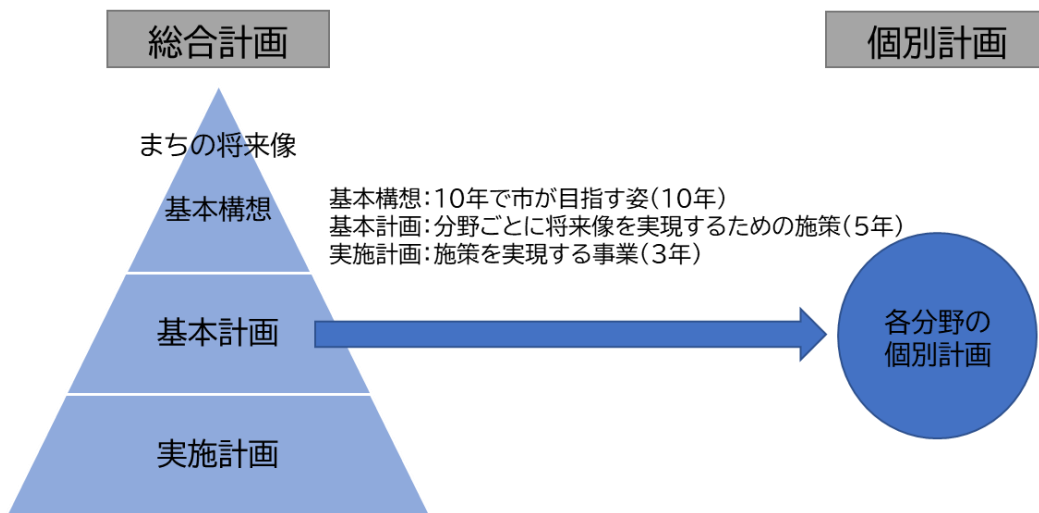 総合計画
個別計画
まちの将来像
基本構想
基本構想：10年で市が目指す姿（10年）
基本計画：分野ごとに将来像を実現するための施策（5年）
実施計画：施策を実現する事業（3年）
基本計画
各分野の
個別計画
実施計画